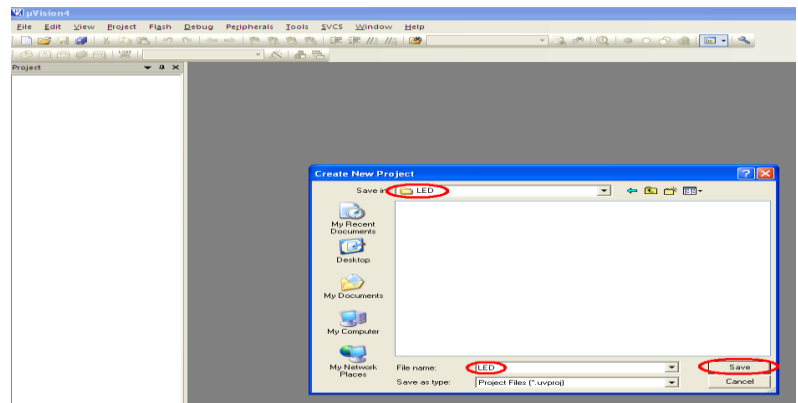 µVision4
File Edit View Project Flash Debug Peripherals Tools SVCS Window Help
Project
Create New Project
Save in: LED
My Recent
Documents
Desktop
My Documents
My Computer
My Network
Places
File name: LED Save
Save as type: Project Files (*.uvproj) Cancel